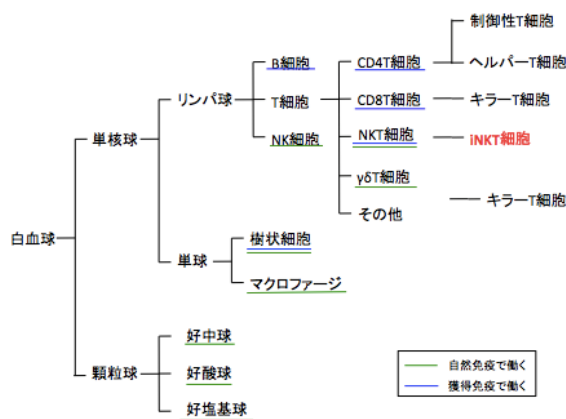 制御性T細胞
B細胞
CD4T細胞
ヘルパーT細胞
リンパ球
T細胞
CD8T細胞
キラーT細胞
単核球
NK細胞
NKT細胞
iNKT細胞
γδT細胞
その他
キラーT細胞
白血球
樹状細胞
単球
マクロファージ
好中球
顆粒球
好酸球
好塩基球
自然免疫で働く
獲得免疫で働く